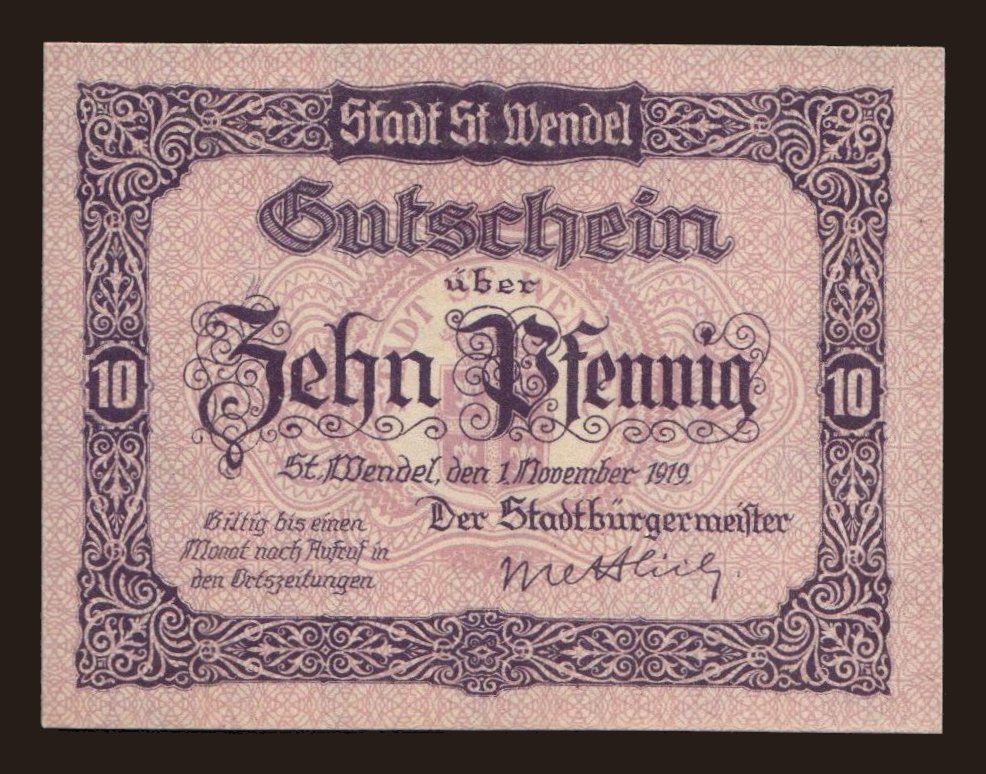 Stadt St. Wendel
Gutschein
über
Zehn Pfennig
10
10
St. Wendel, den 1. November 1919.
Giltig bis einen
Monat nach Aufruf in
den Ortszeitungen
Der Stadtbürgermeister
Mettlich.